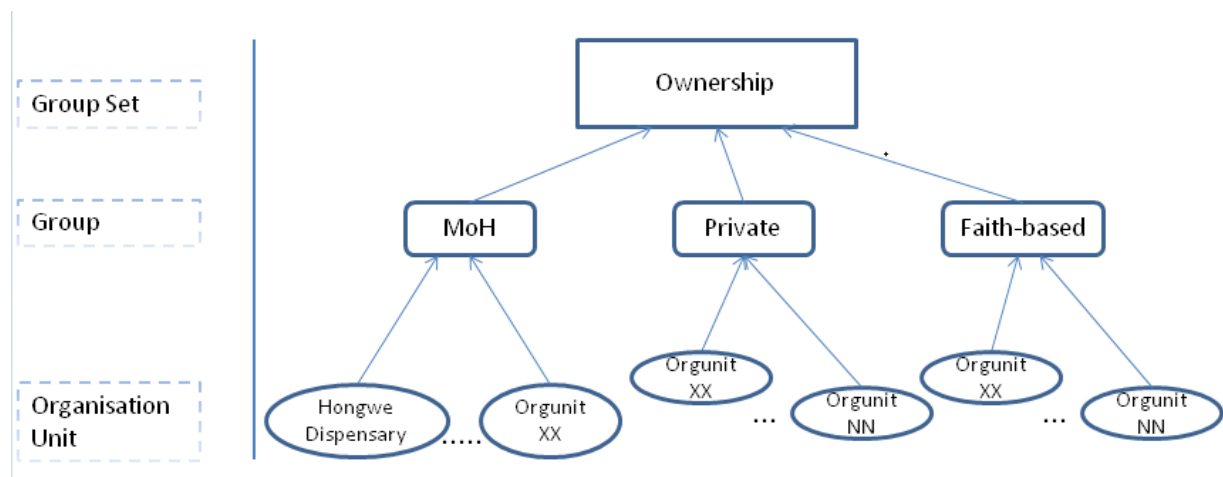 Group Set
Ownership
Group
MoH
Private
Faith-based
Organisation
Unit
Hongwe
Dispensary
.....
Orgunit
XX
Orgunit
XX
...
Orgunit
NN
Orgunit
XX
...
Orgunit
NN